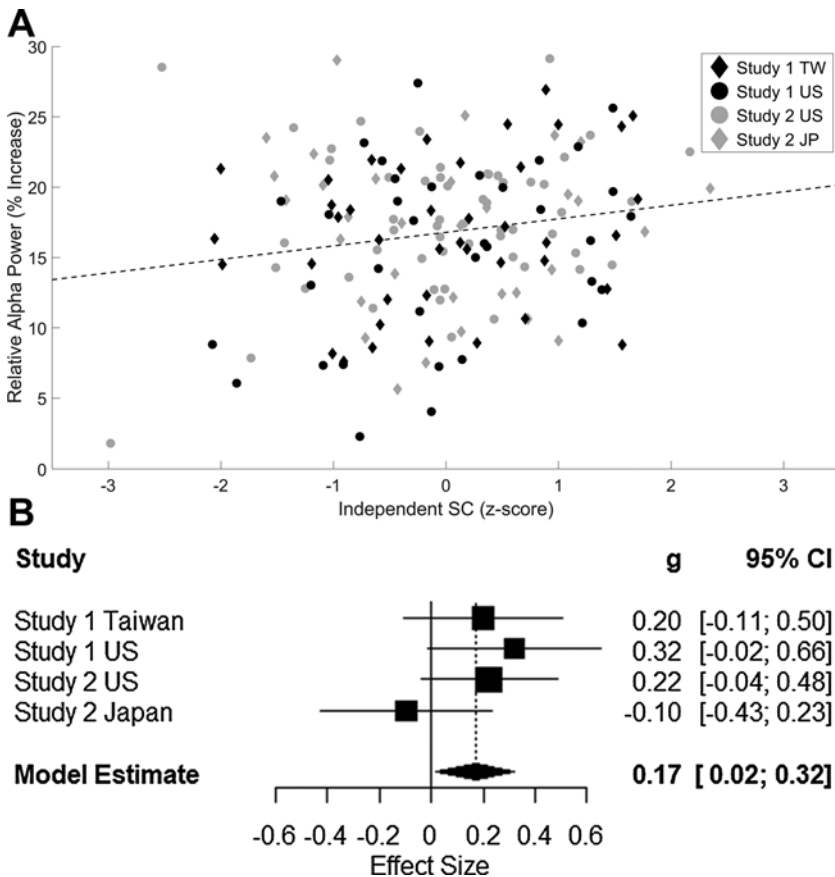 A
30
25
20
15
10
5
0
Relative Alpha Power (% Increase)
Study 1 TW
Study 1 US
Study 2 US
Study 2 JP
-3 -2 -1 0 1 2 3
Independent SC (z-score)
B
Study g 95% CI
Study 1 Taiwan 0.20 [-0.11; 0.50]
Study 1 US 0.32 [-0.02; 0.66]
Study 2 US 0.22 [-0.04; 0.48]
Study 2 Japan -0.10 [-0.43; 0.23]
Model Estimate 0.17 [ 0.02; 0.32]
-0.6 -0.4 -0.2 0 0.2 0.4 0.6
Effect Size